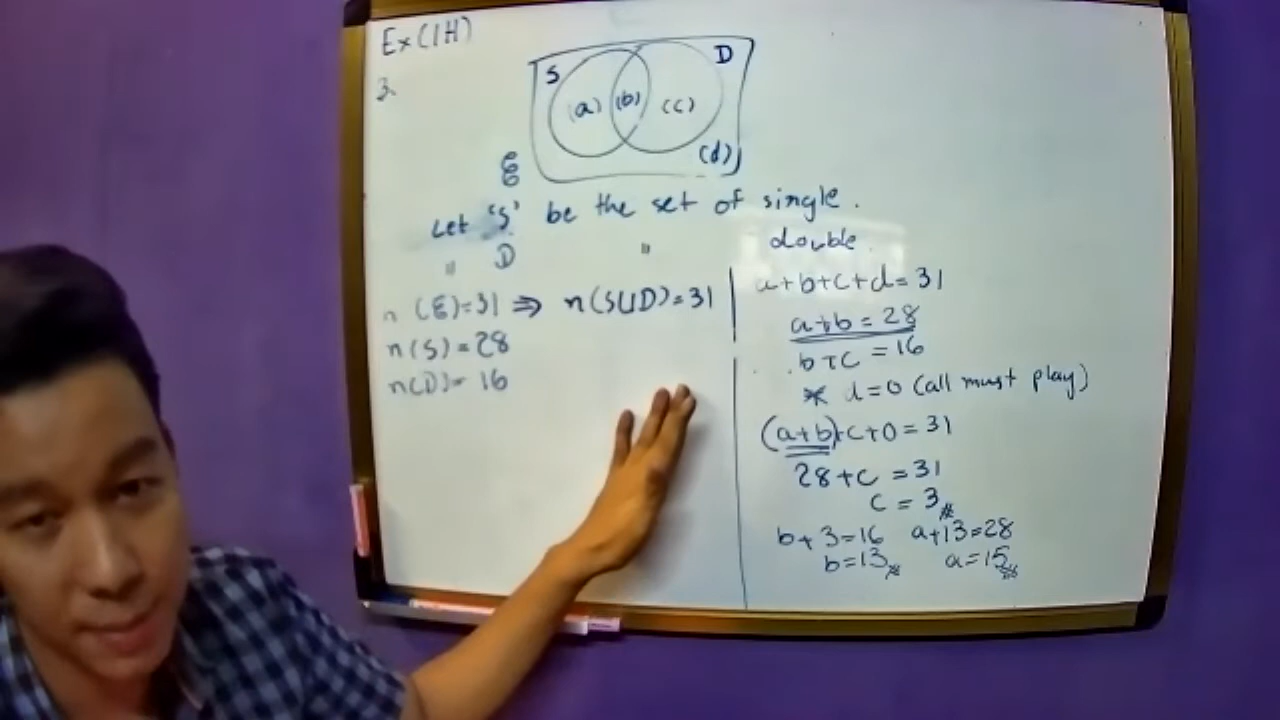 Ex (1H)
3.
S D
(a) (b) (c)
(d)
ℰ
Let 'S' be the set of single.
" D " double.
n (ℰ)=31 ⇒ n(S∪D)=31
n(S)=28
n(D)=16
a+b+c+d=31
a+b=28
b+c=16
* d=0 (all must play)
(a+b)+c+0=31
28+c=31
c=3
b+3=16 a+13=28
b=13 a=15